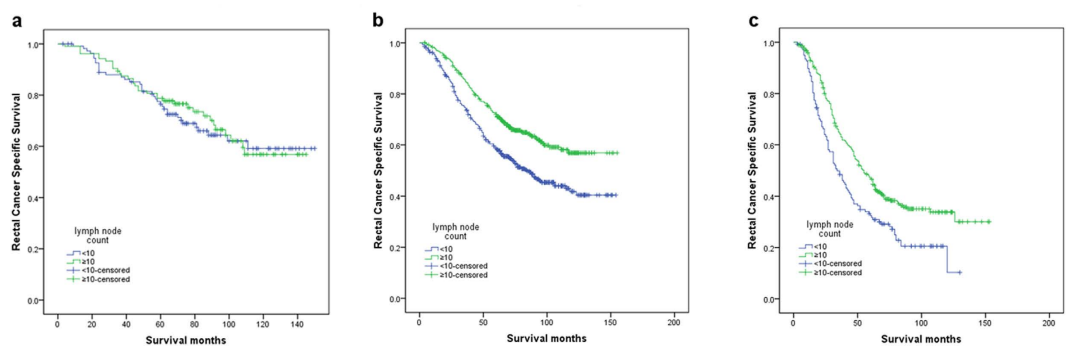 a
Rectal Cancer Specific Survival
1.0
0.8
0.6
0.4
0.2
0.0
lymph node
count
<10
≥10
<10-censored
≥10-censored
0 20 40 60 80 100 120 140
Survival months
b
Rectal Cancer Specific Survival
1.0
0.8
0.6
0.4
0.2
0.0
lymph node
count
<10
≥10
<10-censored
≥10-censored
0 50 100 150 200
Survival months
c
Rectal Cancer Specific Survival
1.0
0.8
0.6
0.4
0.2
0.0
lymph node
count
<10
≥10
<10-censored
≥10-censored
0 50 100 150 200
Survival months